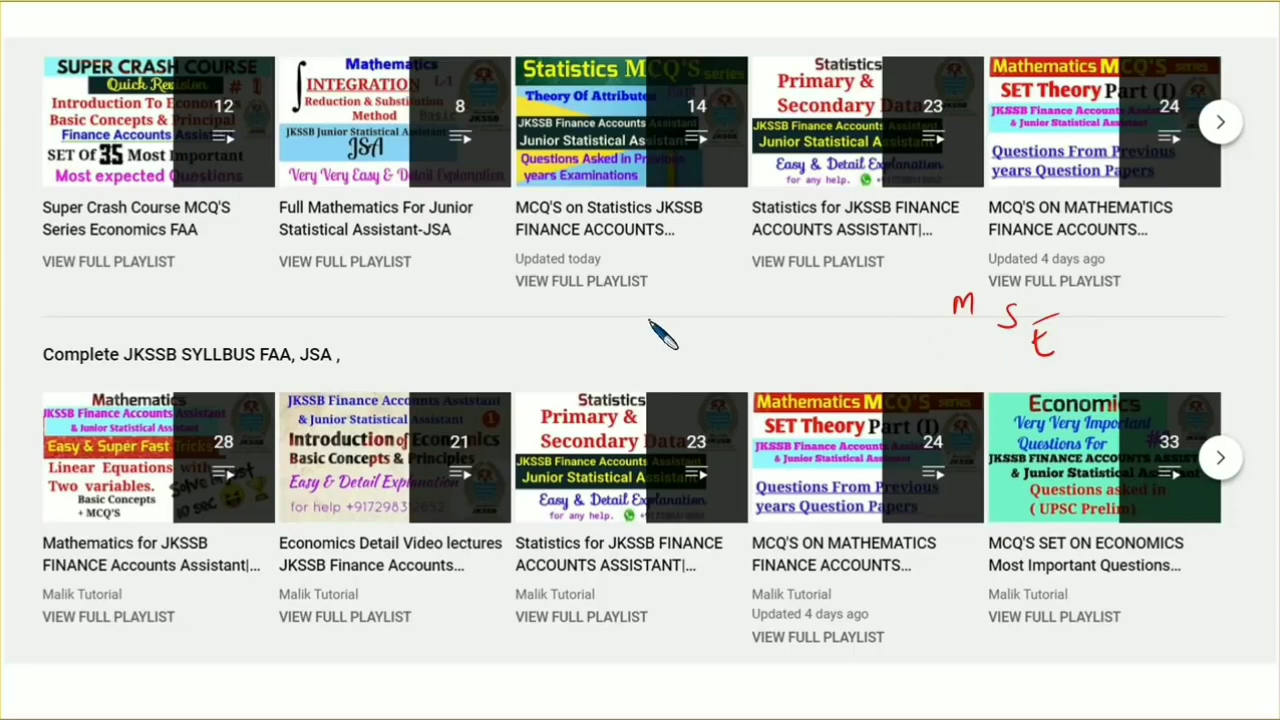 SUPER CRASH COURSE
Quick Revision # 1
Introduction To Economics
Basic Concepts & Principal
Finance Accounts Assistant
SET Of 35 Most Important
Most expected Questions
12
Super Crash Course MCQ'S
Series Economics FAA
VIEW FULL PLAYLIST
Mathematics
INTEGRATION L-1
Reduction & Substitution
Method Basic
JKSSB Junior Statistical Assistant
JSA
Very Very Easy & Detail Explanation
8
Full Mathematics For Junior
Statistical Assistant-JSA
VIEW FULL PLAYLIST
Statistics MCQ'S series
Theory Of Attributes Part 1
JKSSB Finance Accounts Assistant
Junior Statistical Assistant
Questions Asked in Previous
years Examinations
14
MCQ'S on Statistics JKSSB
FINANCE ACCOUNTS...
Updated today
VIEW FULL PLAYLIST
Statistics
Primary &
Secondary Data
JKSSB Finance Accounts Assistant
Junior Statistical Assistant
Easy & Detail Explanation
for any help.
23
Statistics for JKSSB FINANCE
ACCOUNTS ASSISTANT|...
VIEW FULL PLAYLIST
Mathematics MCQ'S series
SET Theory Part (I)
JKSSB Finance Accounts Assistant
& Junior Statistical Assistant
Questions From Previous
years Question Papers
24
MCQ'S ON MATHEMATICS
FINANCE ACCOUNTS...
Updated 4 days ago
VIEW FULL PLAYLIST
M S E
Complete JKSSB SYLLBUS FAA, JSA ,
Mathematics
JKSSB Finance Accounts Assistant
& Junior Statistical Assistant
Easy & Super Fast Tricks
Linear Equations with
Two variables.
Basic Concepts
+ MCQ'S
Solve most
10 sec
28
Mathematics for JKSSB
FINANCE Accounts Assistant|...
Malik Tutorial
VIEW FULL PLAYLIST
JKSSB Finance Accounts Assistant
& Junior Statistical Assistant 1
Introduction of Economics
Basic Concepts & Principles
Easy & Detail Explanation
for help
21
Economics Detail Video lectures
JKSSB Finance Accounts...
Malik Tutorial
VIEW FULL PLAYLIST
Statistics
Primary &
Secondary Data
JKSSB Finance Accounts Assistant
Junior Statistical Assistant
Easy & Detail Explanation
for any help.
23
Statistics for JKSSB FINANCE
ACCOUNTS ASSISTANT|...
Malik Tutorial
VIEW FULL PLAYLIST
Mathematics MCQ'S series
SET Theory Part (I)
JKSSB Finance Accounts Assistant
& Junior Statistical Assistant
Questions From Previous
years Question Papers
24
MCQ'S ON MATHEMATICS
FINANCE ACCOUNTS...
Malik Tutorial
Updated 4 days ago
VIEW FULL PLAYLIST
Economics
Very Very Important
Questions For
JKSSB FINANCE ACCOUNTS ASSISTANT
& Junior Statistical Assistant
Questions asked in
( UPSC Prelim)
33
MCQ'S SET ON ECONOMICS
Most Important Questions...
Malik Tutorial
VIEW FULL PLAYLIST